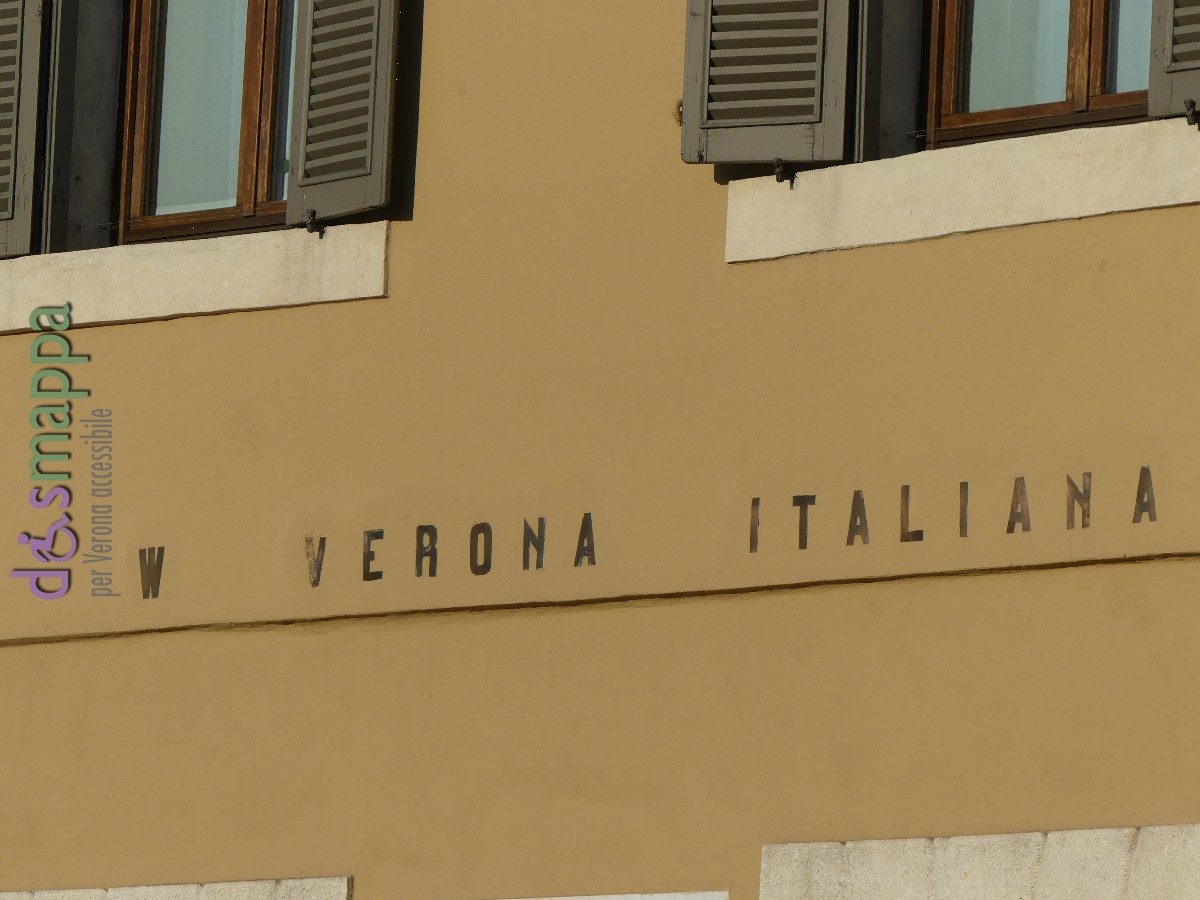 W VERONA ITALIANA
dismappa
per Verona accessibile